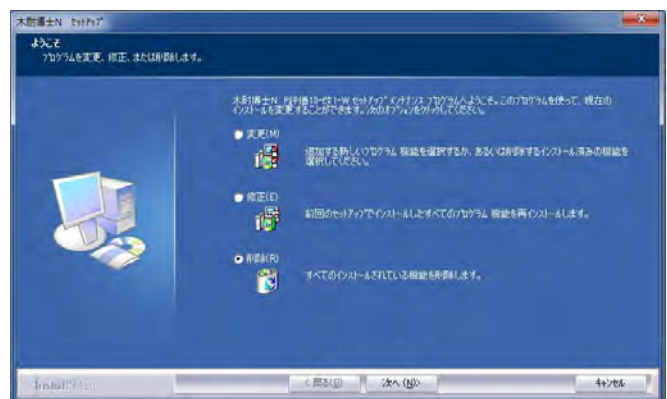 木耐博士N セットアップ
ようこそ
プログラムを変更、修正、または削除します。
木耐博士N セットアップ メンテナンス プログラムへようこそ。このプログラムを使って、現在の
インストールを変更することができます。次のオプションをクリックしてください。
変更(M)
追加する新しいプログラム 機能を選択するか、あるいは削除するインストール済みの機能を
選択してください。
修正(E)
前回のセットアップでインストールしたすべてのプログラム 機能を再インストールします。
削除(R)
すべてのインストールされている機能を削除します。
InstallShield
< 戻る(B)
次へ (N)>
キャンセル